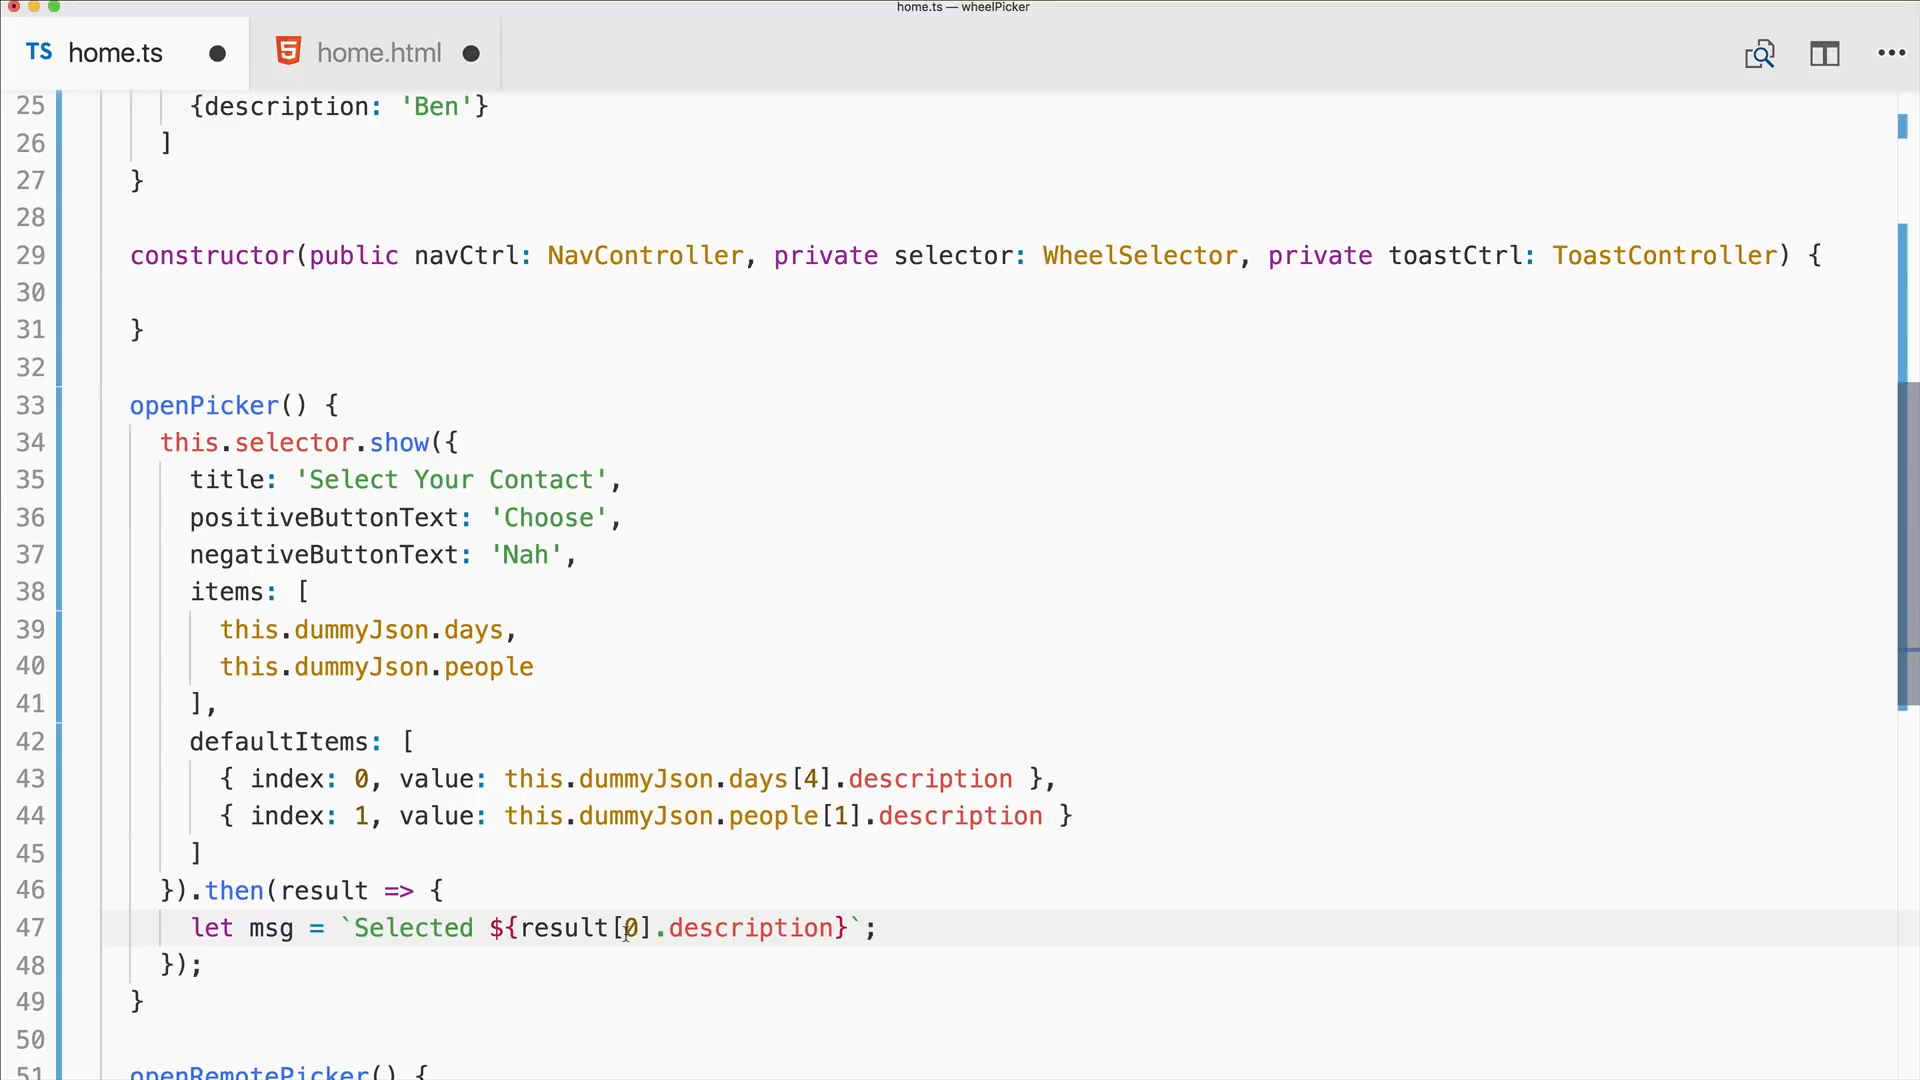 home.ts — wheelPicker
TS home.ts
home.html
25 {description: 'Ben'}
26 ]
27 }
28
29 constructor(public navCtrl: NavController, private selector: WheelSelector, private toastCtrl: ToastController) {
30
31 }
32
33 openPicker() {
34 this.selector.show({
35 title: 'Select Your Contact',
36 positiveButtonText: 'Choose',
37 negativeButtonText: 'Nah',
38 items: [
39 this.dummyJson.days,
40 this.dummyJson.people
41 ],
42 defaultItems: [
43 { index: 0, value: this.dummyJson.days[4].description },
44 { index: 1, value: this.dummyJson.people[1].description }
45 ]
46 }).then(result => {
47 let msg = `Selected ${result[0].description}`;
48 });
49 }
50
51 openRemotePicker() {